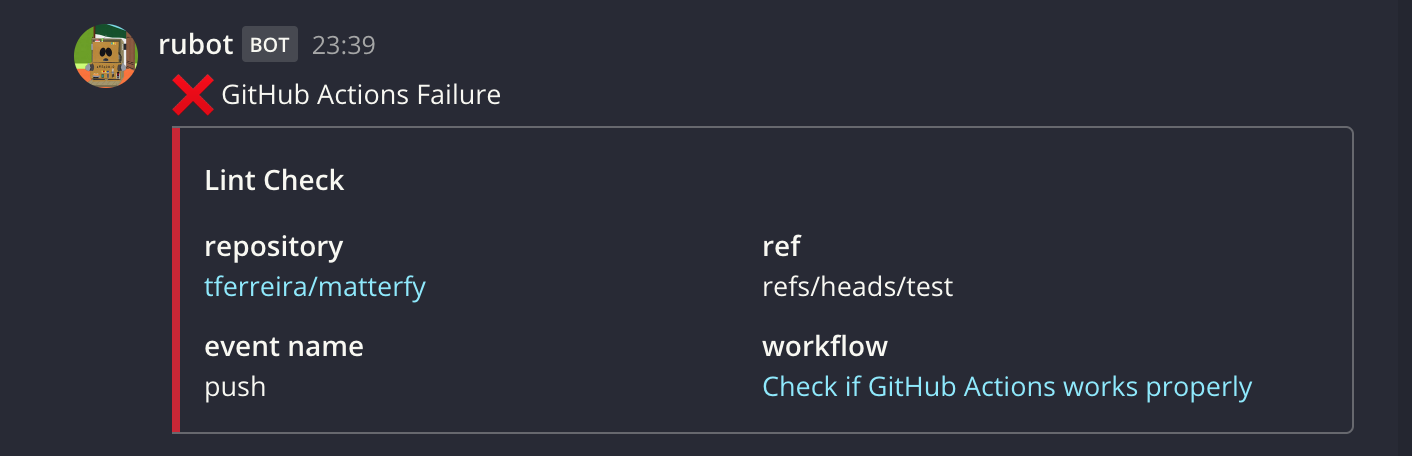 rubot BOT 23:39
❌ GitHub Actions Failure
Lint Check
repository
tferreira/matterfy
ref
refs/heads/test
event name
push
workflow
Check if GitHub Actions works properly